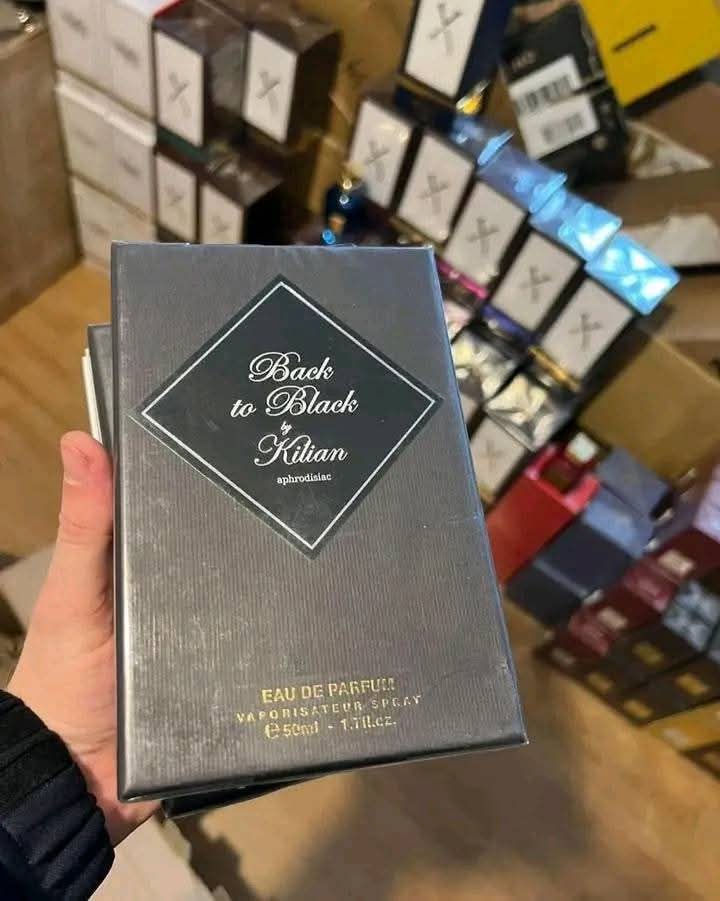 Back
to Black
by
Kilian
aphrodisiac
EAU DE PARFUM
VAPORISATEUR SPRAY
℮ 50ml - 1.7fl.oz.